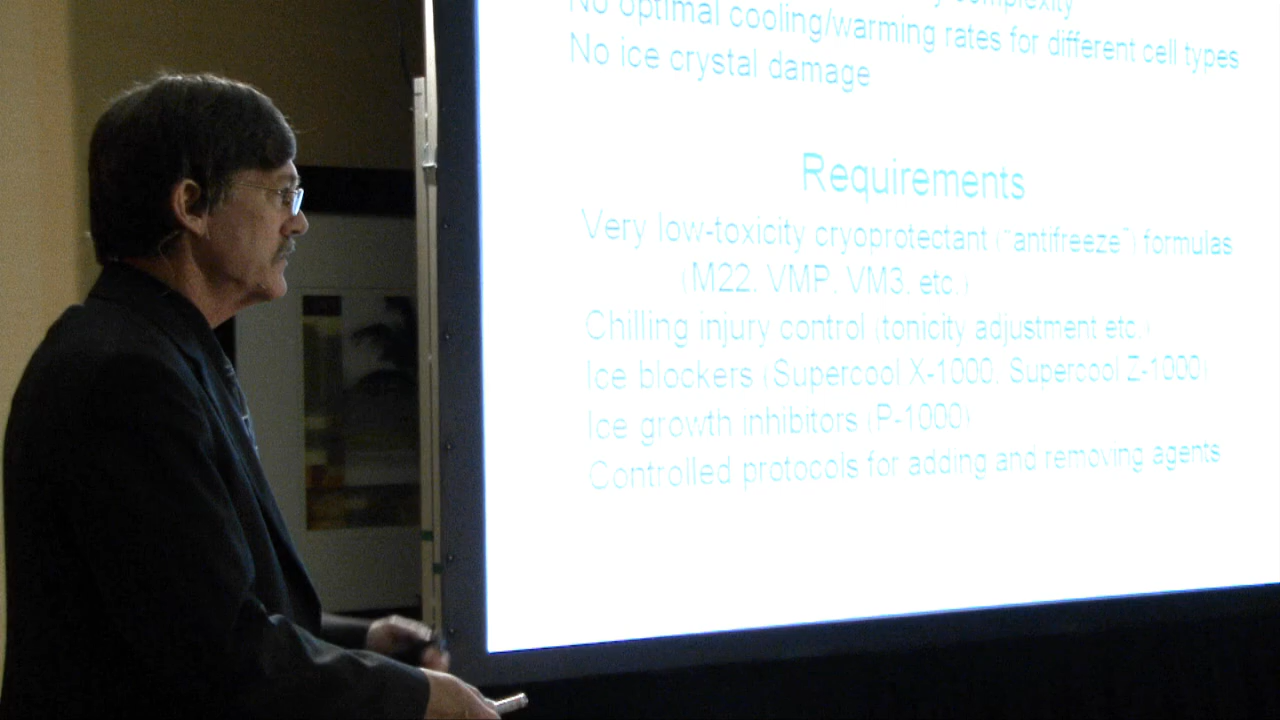 complexity
No optimal cooling/warming rates for different cell types
No ice crystal damage
Requirements
Very low-toxicity cryoprotectant ("antifreeze") formulas
(M22, VMP, VM3, etc.)
Chilling injury control (tonicity adjustment etc.)
Ice blockers (Supercool X-1000, Supercool Z-1000)
Ice growth inhibitors (P-1000)
Controlled protocols for adding and removing agents